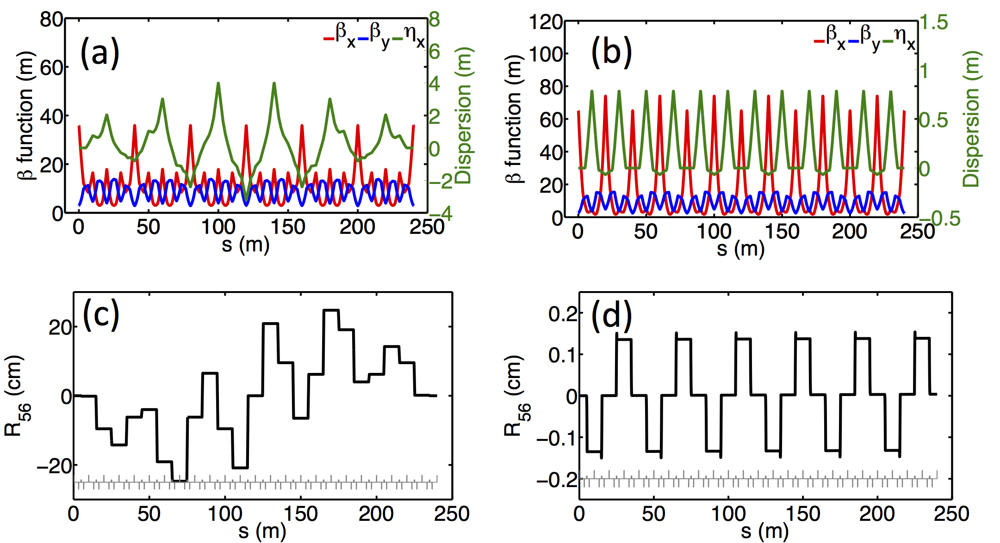 (a)
βx βy ηx
80
60
40
20
0
β function (m)
8
6
4
2
0
−2
−4
Dispersion (m)
0 50 100 150 200 250
s (m)
(b)
βx βy ηx
120
100
80
60
40
20
0
β function (m)
1.5
1
0.5
0
−0.5
Dispersion (m)
0 50 100 150 200 250
s (m)
(c)
20
0
−20
R56 (cm)
0 50 100 150 200 250
s (m)
(d)
0.2
0.1
0
−0.1
−0.2
R56 (cm)
0 50 100 150 200 250
s (m)